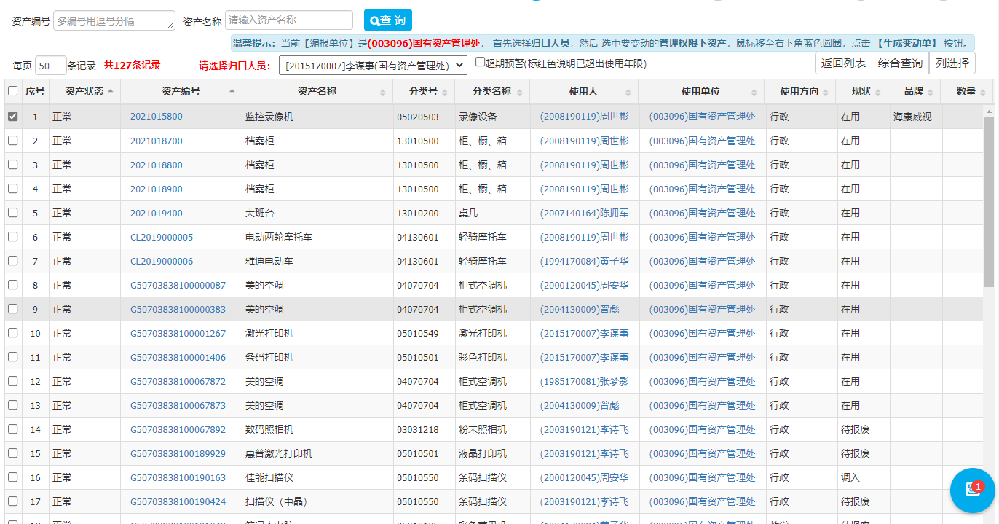 资产编号 多编号用逗号分隔 资产名称 请输入资产名称 查 询
温馨提示：当前【编报单位】是(003096)国有资产管理处， 首先选择归口人员，然后 选中要变动的管理权限下资产，鼠标移至右下角蓝色圆圈，点击 【生成变动单】 按钮。
每页 50 条记录 共127条记录 请选择归口人员： [2015170007]李谋事(国有资产管理处) 超期预警(标红色说明已超出使用年限) 返回列表 综合查询 列选择
序号 资产状态 资产编号 资产名称 分类号 分类名称 使用人 使用单位 使用方向 现状 品牌 数量
1 正常 2021015800 监控录像机 05020503 录像设备 (2008190119)周世彬 (003096)国有资产管理处 行政 在用 海康威视
2 正常 2021018700 档案柜 13010500 柜、橱、箱 (2008190119)周世彬 (003096)国有资产管理处 行政 在用
3 正常 2021018800 档案柜 13010500 柜、橱、箱 (2008190119)周世彬 (003096)国有资产管理处 行政 在用
4 正常 2021018900 档案柜 13010500 柜、橱、箱 (2008190119)周世彬 (003096)国有资产管理处 行政 在用
5 正常 2021019400 大班台 13010200 桌几 (2007140164)陈拥军 (003096)国有资产管理处 行政 在用
6 正常 CL2019000005 电动两轮摩托车 04130601 轻骑摩托车 (2008190119)周世彬 (003096)国有资产管理处 行政 在用
7 正常 CL2019000006 雅迪电动车 04130601 轻骑摩托车 (1994170084)黄子华 (003096)国有资产管理处 行政 在用
8 正常 G50703838100000087 美的空调 04070704 柜式空调机 (2000120045)周安华 (003096)国有资产管理处 行政 在用
9 正常 G50703838100000383 美的空调 04070704 柜式空调机 (2004130009)曾彪 (003096)国有资产管理处 行政 在用
10 正常 G50703838100001267 激光打印机 05010549 激光打印机 (2015170007)李谋事 (003096)国有资产管理处 行政 在用
11 正常 G50703838100001406 条码打印机 05010501 彩色打印机 (2015170007)李谋事 (003096)国有资产管理处 行政 在用
12 正常 G50703838100067872 美的空调 04070704 柜式空调机 (1985170081)张梦影 (003096)国有资产管理处 行政 在用
13 正常 G50703838100067873 美的空调 04070704 柜式空调机 (2004130009)曾彪 (003096)国有资产管理处 行政 在用
14 正常 G50703838100067892 数码照相机 03031218 粉末照相机 (2003190121)李诗飞 (003096)国有资产管理处 行政 待报废
15 正常 G50703838100189929 惠普激光打印机 05010501 液晶打印机 (2003190121)李诗飞 (003096)国有资产管理处 行政 待报废
16 正常 G50703838100190163 佳能扫描仪 05010550 条码扫描仪 (2000120045)周安华 (003096)国有资产管理处 行政 调入
17 正常 G50703838100190424 扫描仪（中晶） 05010550 条码扫描仪 (2003190121)李诗飞 (003096)国有资产管理处 行政 待报废
1